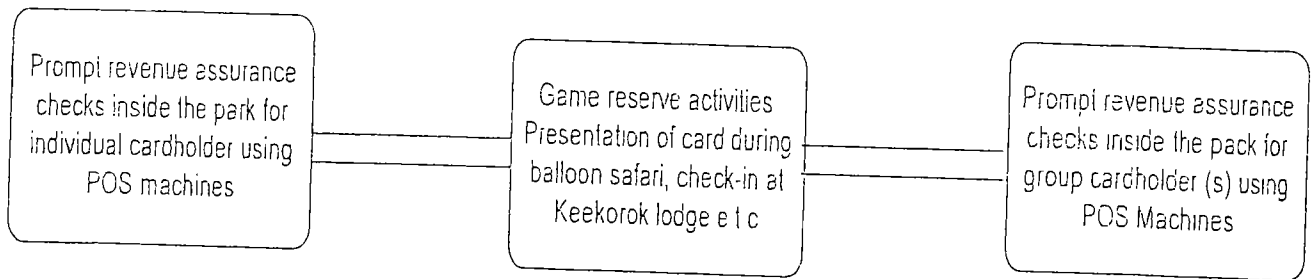 Prompt revenue assurance
checks inside the park for
individual cardholder using
POS machines
Game reserve activities
Presentation of card during
balloon safari, check-in at
Keekorok lodge e t c
Prompt revenue assurance
checks inside the pack for
group cardholder (s) using
POS Machines